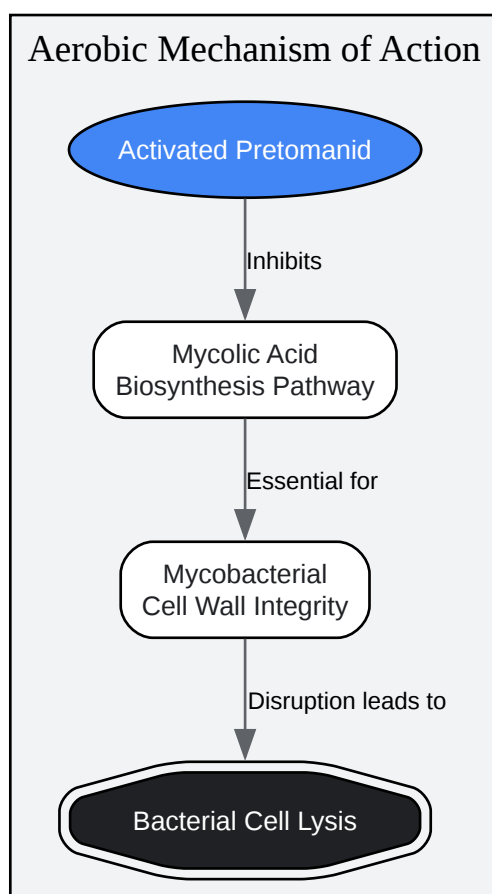 Aerobic Mechanism of Action
Activated Pretomanid
Inhibits
Mycolic Acid
Biosynthesis Pathway
Essential for
Mycobacterial
Cell Wall Integrity
Disruption leads to
Bacterial Cell Lysis